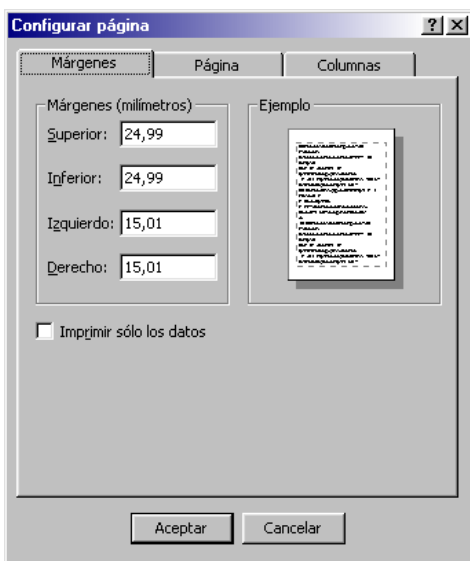 Configurar página
Márgenes Página Columnas
Márgenes (milímetros) Ejemplo
Superior: 24,99
Inferior: 24,99
Izquierdo: 15,01
Derecho: 15,01
Imprimir sólo los datos
Aceptar Cancelar